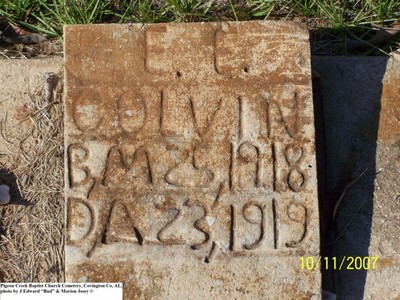 E. C.
COLVIN
B, M 25, 1918
D, A 23, 1919
10/11/2007
Pigeon Creek Baptist Church Cemetery, Covington Co, AL,
photo by J Edward "Bud" & Marion Josey ©